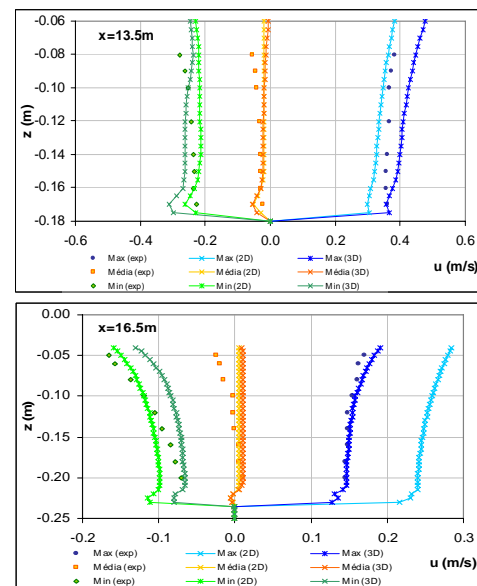 x=13.5m
z (m)
-0.06
-0.08
-0.10
-0.12
-0.14
-0.16
-0.18
-0.6 -0.4 -0.2 0.0 0.2 0.4 0.6
u (m/s)
Max (exp) Max (2D) Max (3D)
Média (exp) Média (2D) Média (3D)
Min (exp) Min (2D) Min (3D)
x=16.5m
z (m)
0.00
-0.05
-0.10
-0.15
-0.20
-0.25
-0.2 -0.1 0.0 0.1 0.2 0.3
u (m/s)
Max (exp) Max (2D) Max (3D)
Média (exp) Média (2D) Média (3D)
Min (exp) Min (2D) Min (3D)